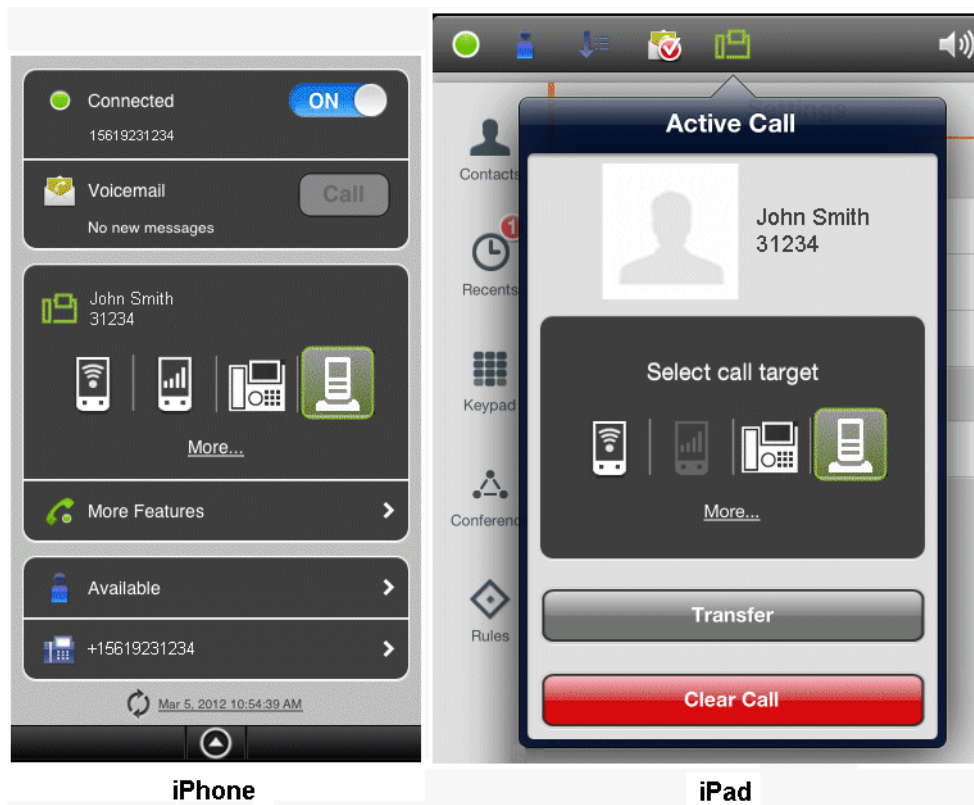 Connected
ON
15619231234
Voicemail
Call
No new messages
John Smith
31234
More...
More Features
Available
+15619231234
Mar 5, 2012 10:54:39 AM
iPhone
Settings
Active Call
Contacts
John Smith
31234
1
Recents
Select call target
Keypad
More...
Conferenc
Rules
Transfer
Clear Call
iPad